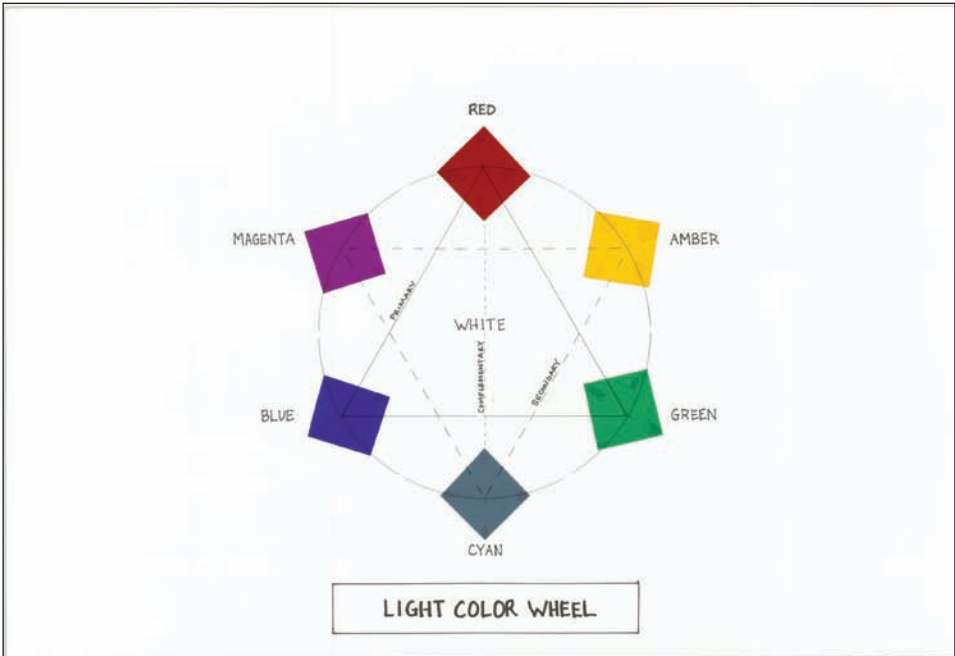 RED
MAGENTA
AMBER
PRIMARY
WHITE
COMPLEMENTARY
SECONDARY
BLUE
GREEN
CYAN
LIGHT COLOR WHEEL